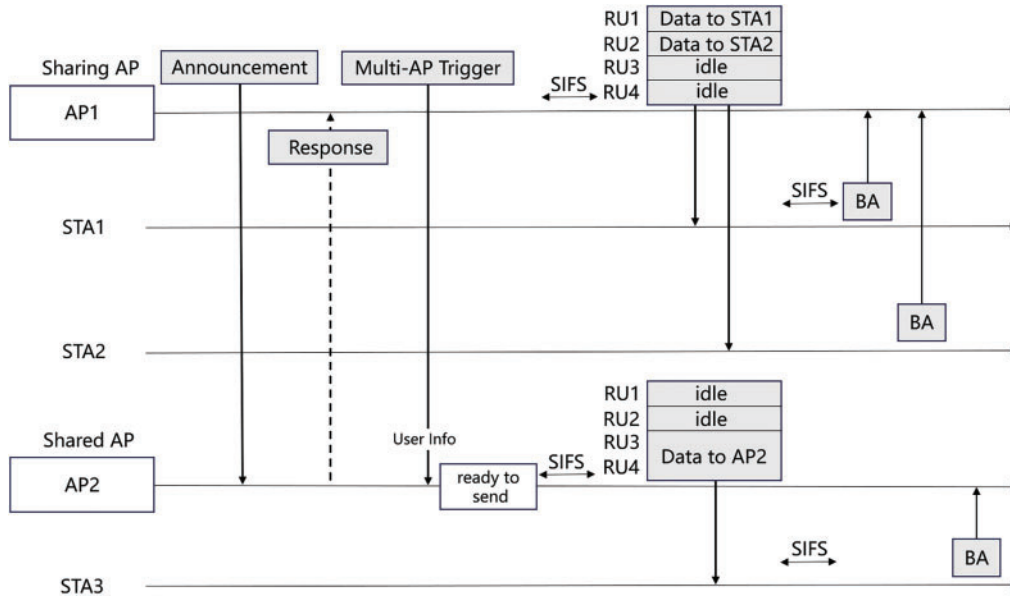 RU1 Data to STA1
RU2 Data to STA2
Sharing AP Announcement Multi-AP Trigger SIFS RU3 idle
RU4 idle
AP1
Response
SIFS
BA
STA1
BA
STA2
RU1 idle
RU2 idle
Shared AP User Info RU3
SIFS RU4 Data to AP2
AP2 ready to
send
SIFS BA
STA3